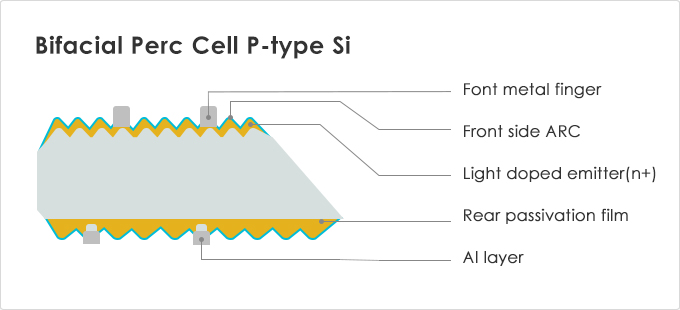 Bifacial Perc Cell P-type Si
Font metal finger
Front side ARC
Light doped emitter(n+)
Rear passivation film
Al layer